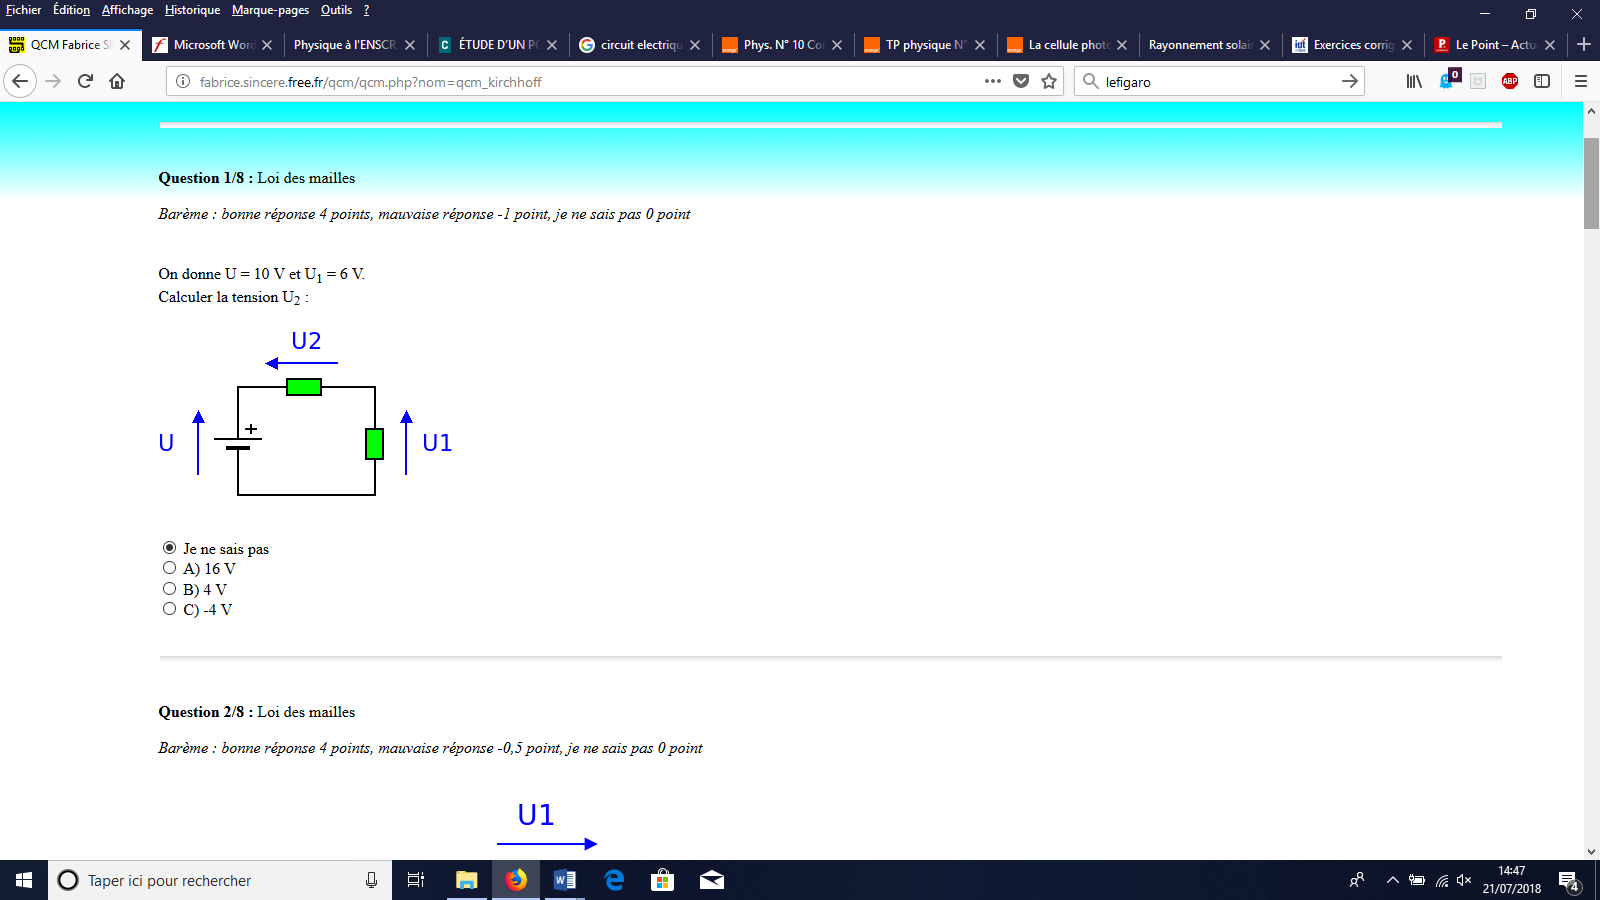 Fichier Édition Affichage Historique Marque-pages Outils ?
QCM Fabrice Si
Microsoft Word
Physique à l'ENSCR
ÉTUDE D'UN PC
circuit electriqu
Phys. N° 10 Co
TP physique N°
La cellule photo
Rayonnement solai
Exercices corrig
Le Point – Actu
fabrice.sincere.free.fr/qcm/qcm.php?nom=qcm_kirchhoff
lefigaro
0
ABP
Question 1/8 : Loi des mailles
Barème : bonne réponse 4 points, mauvaise réponse -1 point, je ne sais pas 0 point
On donne U = 10 V et U1 = 6 V.
Calculer la tension U2 :
U2
+
U
U1
Je ne sais pas
A) 16 V
B) 4 V
C) -4 V
Question 2/8 : Loi des mailles
Barème : bonne réponse 4 points, mauvaise réponse -0,5 point, je ne sais pas 0 point
U1
Taper ici pour rechercher
14:47
21/07/2018
4